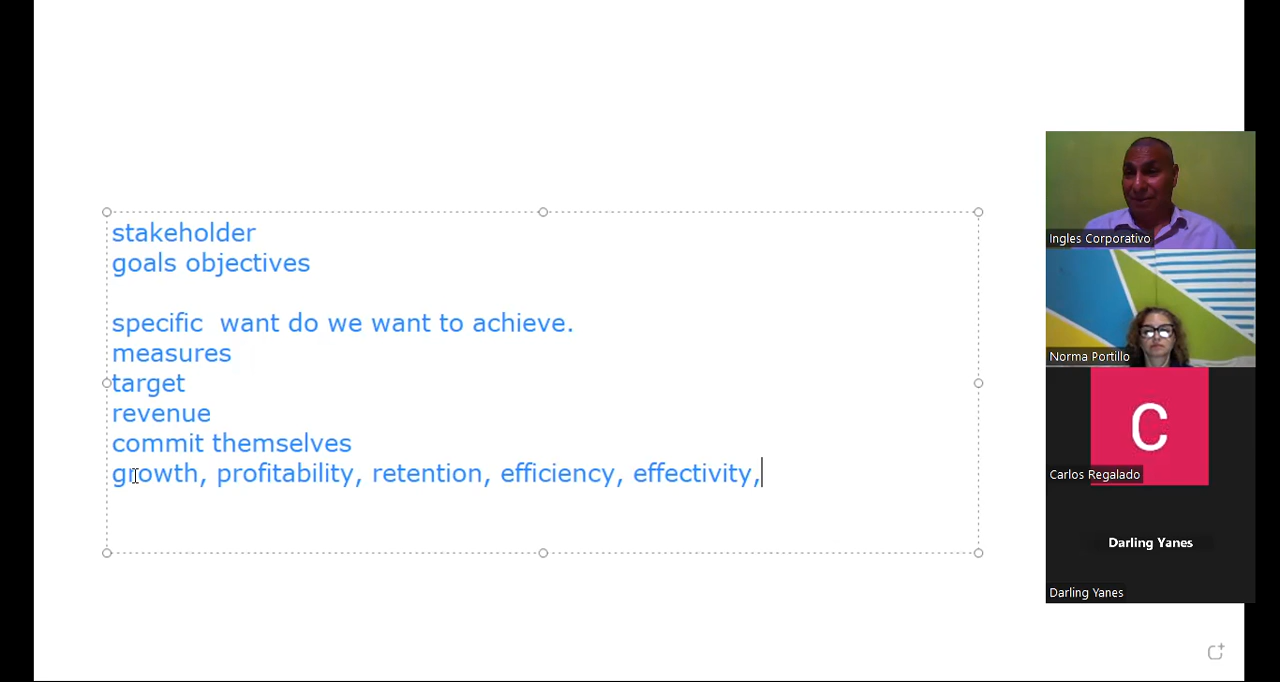 stakeholder
goals objectives
specific  want do we want to achieve.
measures
target
revenue
commit themselves
growth, profitability, retention, efficiency, effectivity,
Ingles Corporativo
Norma Portillo
C
Carlos Regalado
Darling Yanes
Darling Yanes